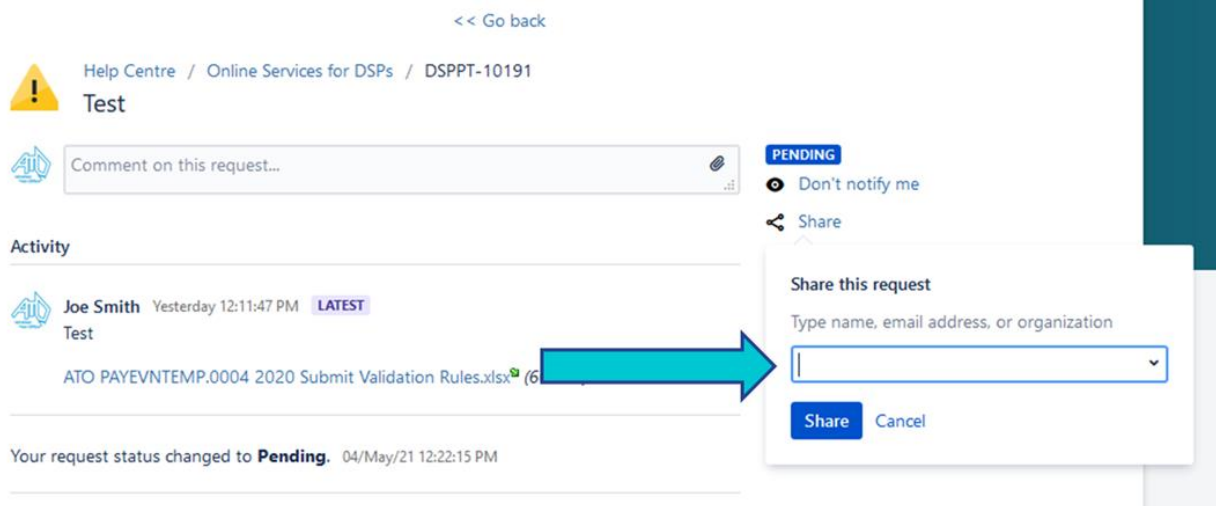 << Go back
Help Centre / Online Services for DSPs / DSPPT-10191
Test
Comment on this request...
PENDING
Don't notify me
Share
Activity
Joe Smith Yesterday 12:11:47 PM LATEST
Test
ATO PAYEVNTEMP.0004 2020 Submit Validation Rules.xlsx (6
Your request status changed to Pending. 04/May/21 12:22:15 PM
Share this request
Type name, email address, or organization
Share Cancel